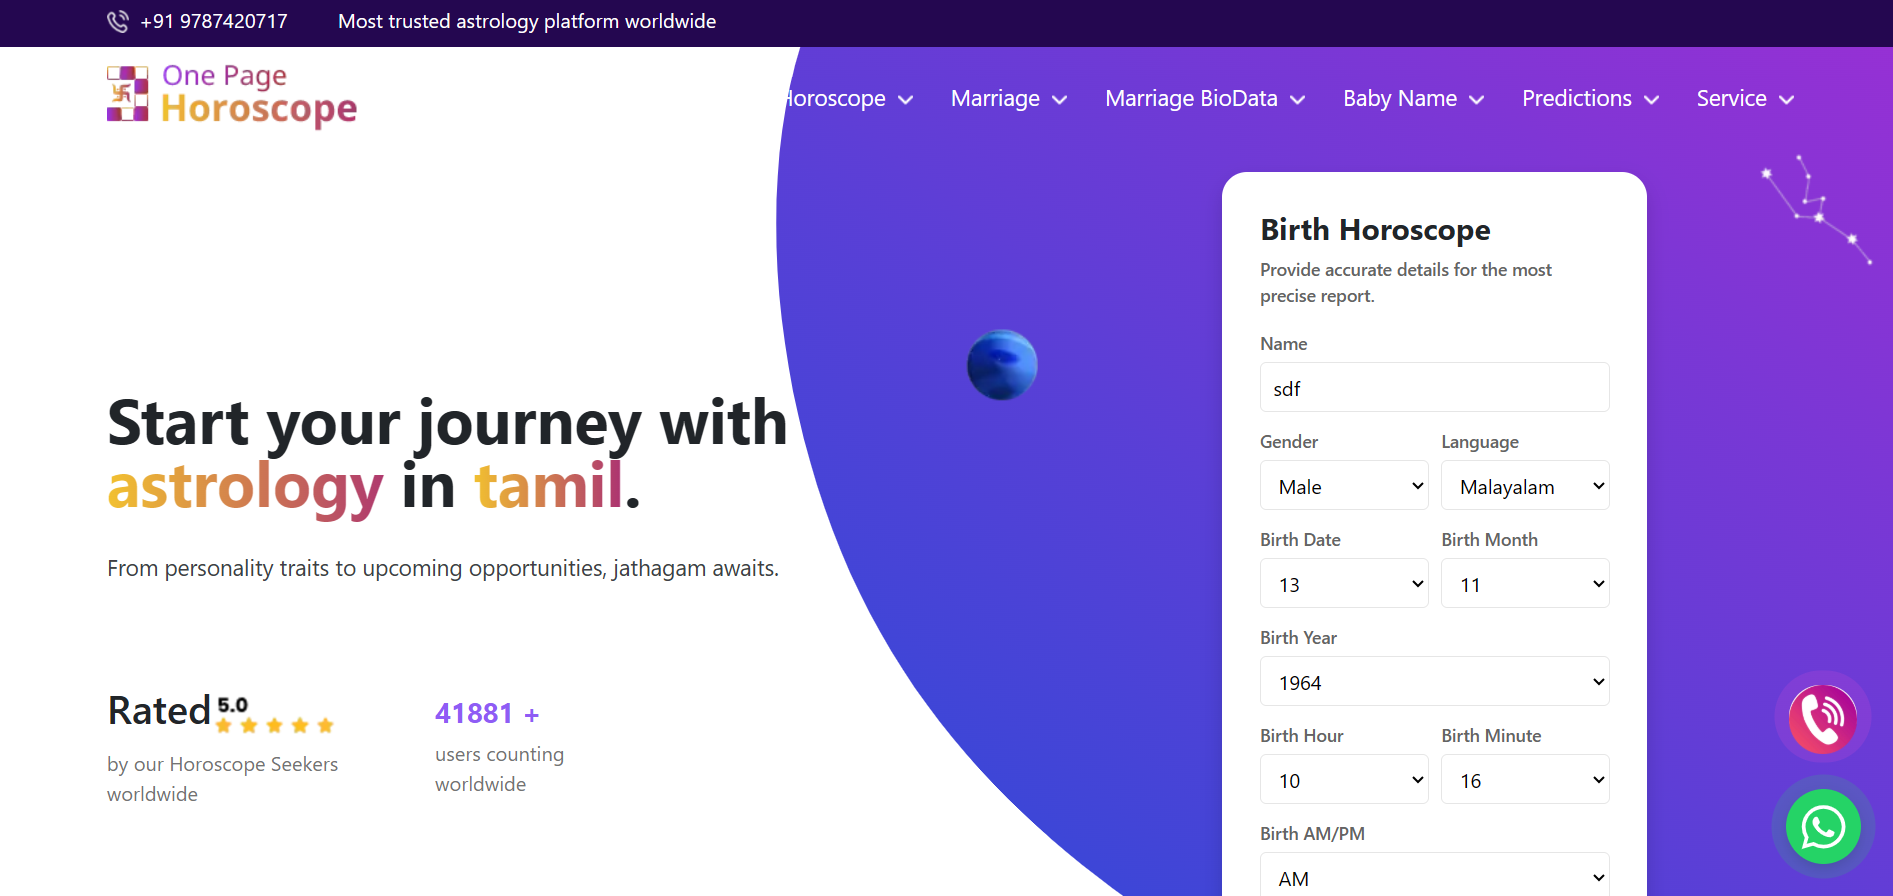 +91 9787420717
Most trusted astrology platform worldwide
One Page
Horoscope
Horoscope
Marriage
Marriage BioData
Baby Name
Predictions
Service
Start your journey with
astrology in tamil.
From personality traits to upcoming opportunities, jathagam awaits.
Rated 5.0
by our Horoscope Seekers
worldwide
41881 +
users counting
worldwide
Birth Horoscope
Provide accurate details for the most
precise report.
Name
sdf
Gender Language
Male Malayalam
Birth Date Birth Month
13 11
Birth Year
1964
Birth Hour Birth Minute
10 16
Birth AM/PM
AM